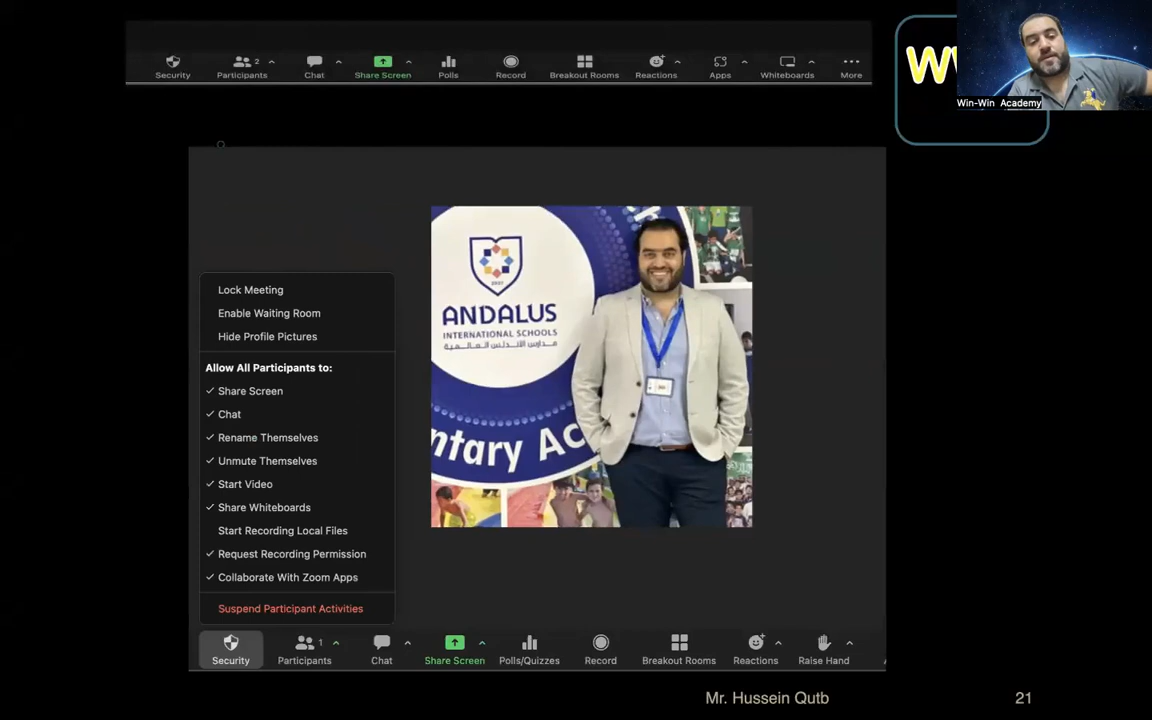 Security Participants 2 Chat Share Screen Polls Record Breakout Rooms Reactions Apps Whiteboards More
Win-Win Academy
ANDALUS
INTERNATIONAL SCHOOLS
مدارس الأندلس العالمية
2021
ntary Ac
Lock Meeting
Enable Waiting Room
Hide Profile Pictures
Allow All Participants to:
Share Screen
Chat
Rename Themselves
Unmute Themselves
Start Video
Share Whiteboards
Start Recording Local Files
Request Recording Permission
Collaborate With Zoom Apps
Suspend Participant Activities
Security Participants 1 Chat Share Screen Polls/Quizzes Record Breakout Rooms Reactions Raise Hand
Mr. Hussein Qutb
21